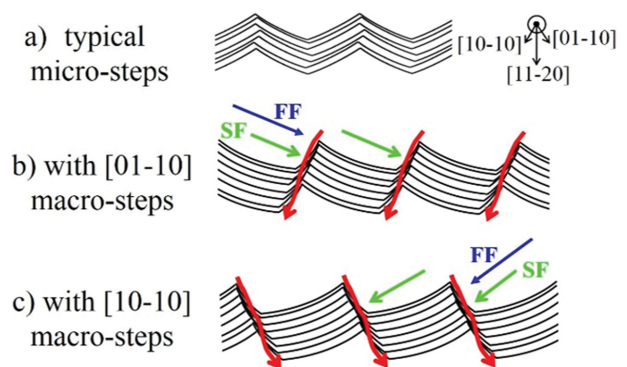 a) typical
micro-steps
[10-10]
[01-10]
[11-20]
FF
SF
b) with [01-10]
macro-steps
FF
SF
c) with [10-10]
macro-steps